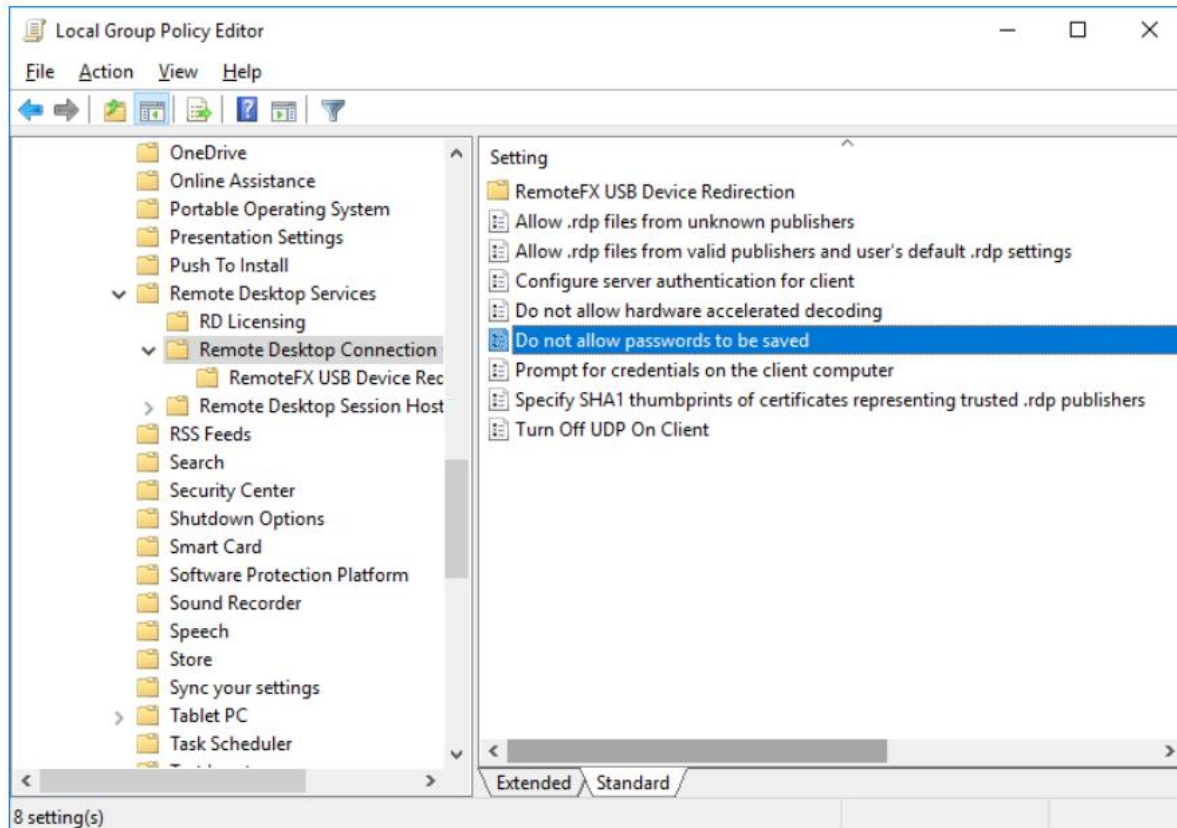 Local Group Policy Editor
File Action View Help
OneDrive
Online Assistance
Portable Operating System
Presentation Settings
Push To Install
Remote Desktop Services
RD Licensing
Remote Desktop Connection
RemoteFX USB Device Red
Remote Desktop Session Host
RSS Feeds
Search
Security Center
Shutdown Options
Smart Card
Software Protection Platform
Sound Recorder
Speech
Store
Sync your settings
Tablet PC
Task Scheduler
Setting
RemoteFX USB Device Redirection
Allow .rdp files from unknown publishers
Allow .rdp files from valid publishers and user's default .rdp settings
Configure server authentication for client
Do not allow hardware accelerated decoding
Do not allow passwords to be saved
Prompt for credentials on the client computer
Specify SHA1 thumbprints of certificates representing trusted .rdp publishers
Turn Off UDP On Client
Extended Standard
8 setting(s)